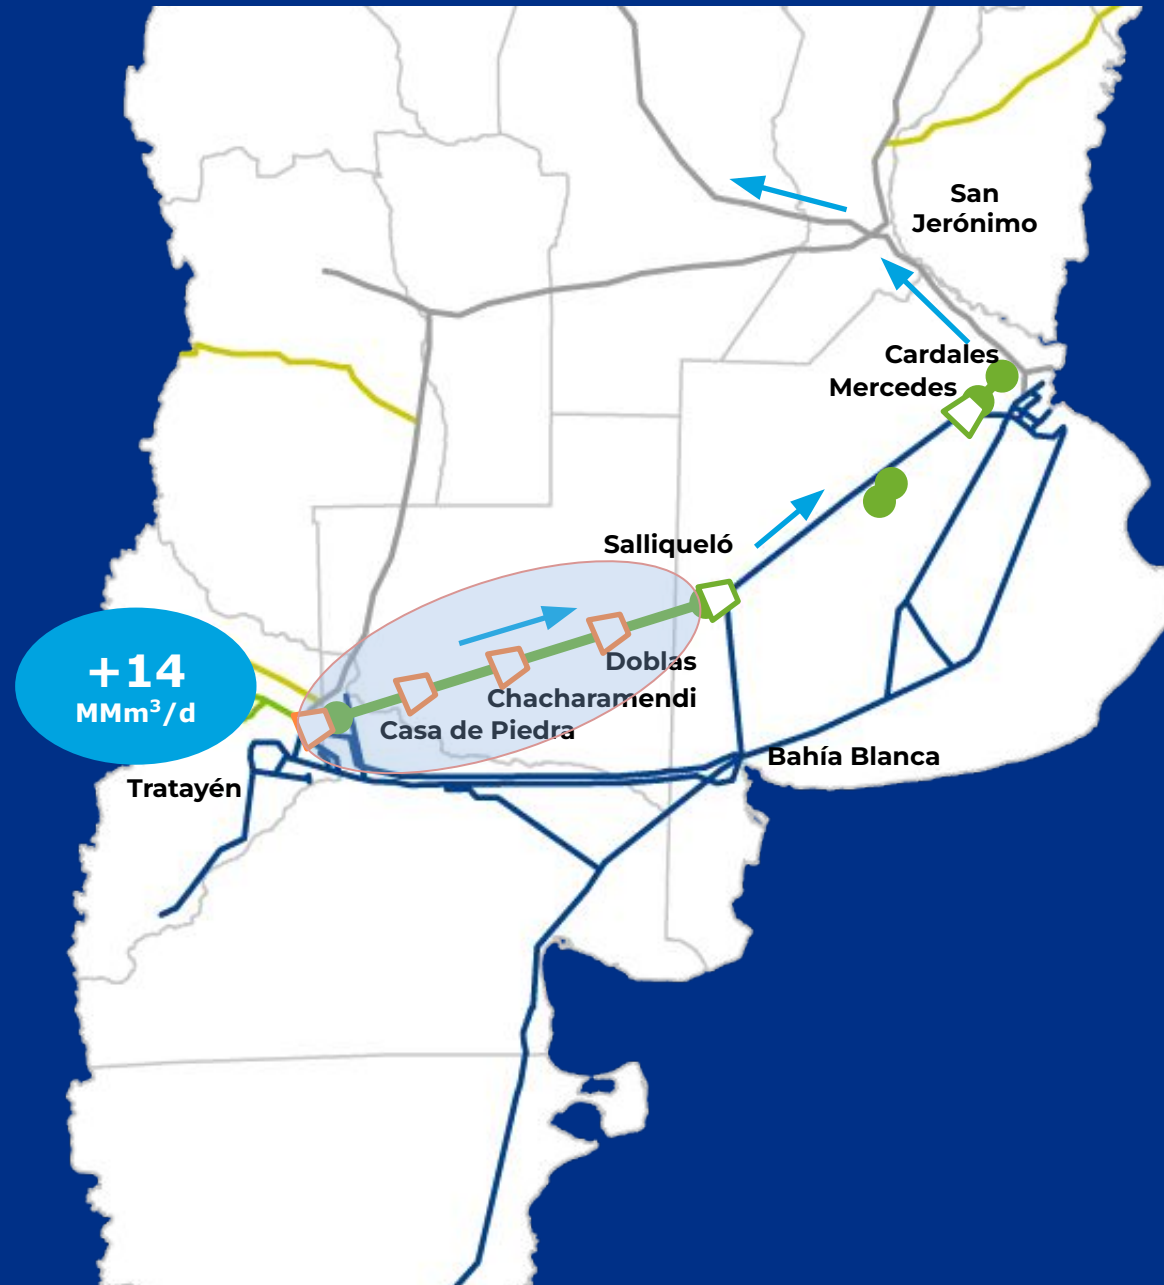 San
Jerónimo
Cardales
Mercedes
Salliqueló
+14
MMm³/d
Doblas
Chacharamendi
Casa de Piedra
Bahía Blanca
Tratayén